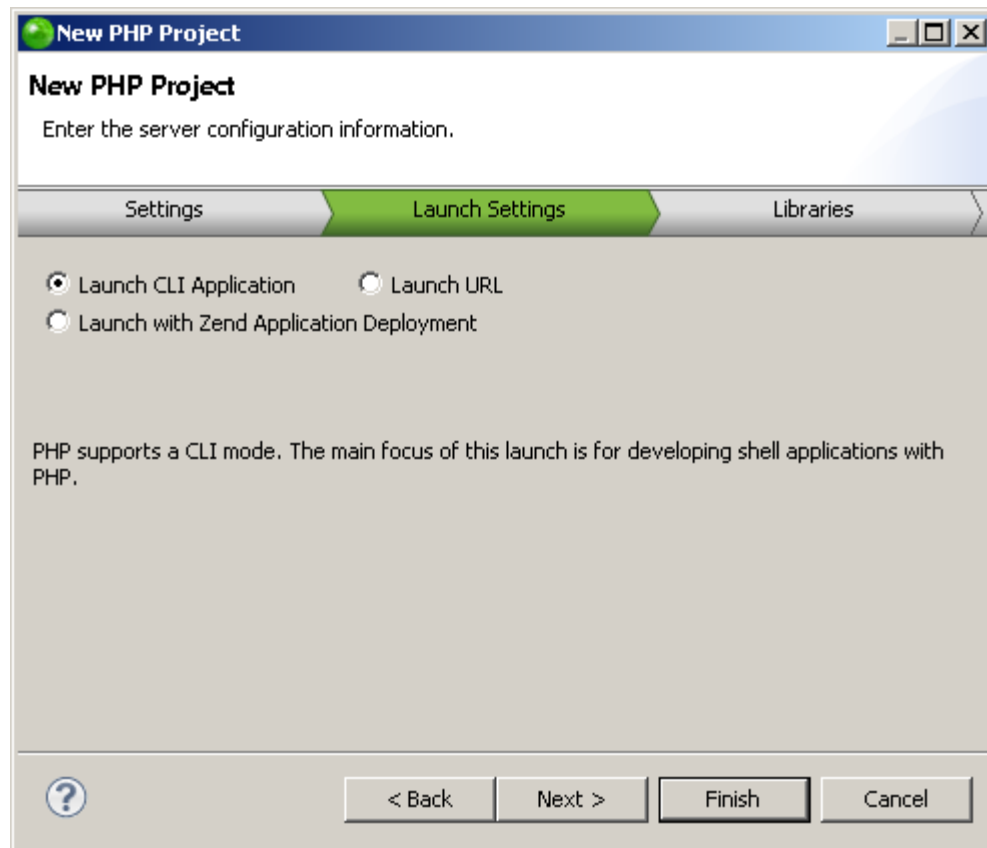 New PHP Project
New PHP Project
Enter the server configuration information.
Settings
Launch Settings
Libraries
Launch CLI Application
Launch URL
Launch with Zend Application Deployment
PHP supports a CLI mode. The main focus of this launch is for developing shell applications with
PHP.
?
< Back
Next >
Finish
Cancel